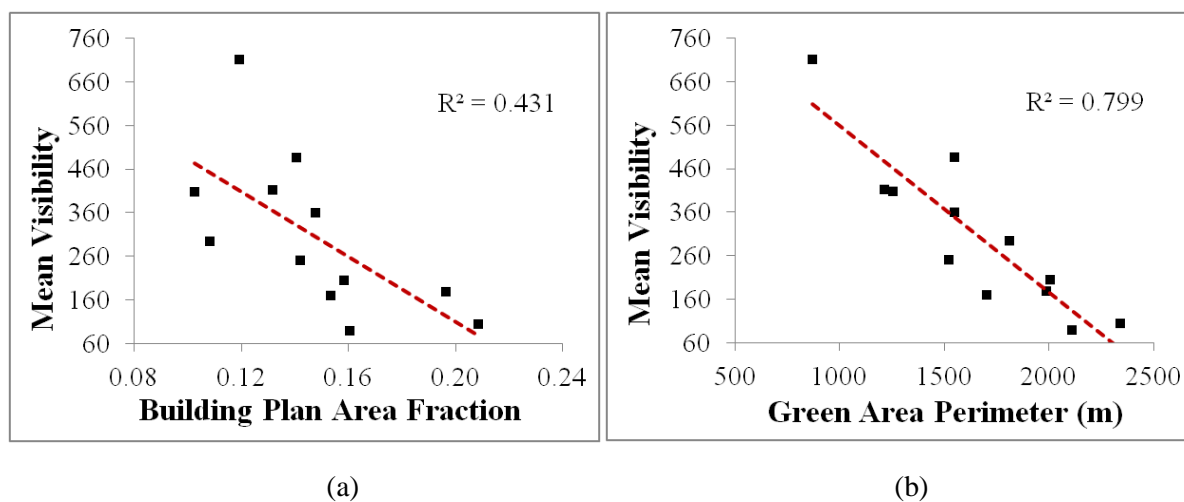 760
660
560
460
360
260
160
60
Mean Visibility
R² = 0.431
0.08 0.12 0.16 0.20 0.24
Building Plan Area Fraction
(a)
760
660
560
460
360
260
160
60
Mean Visibility
R² = 0.799
500 1000 1500 2000 2500
Green Area Perimeter (m)
(b)